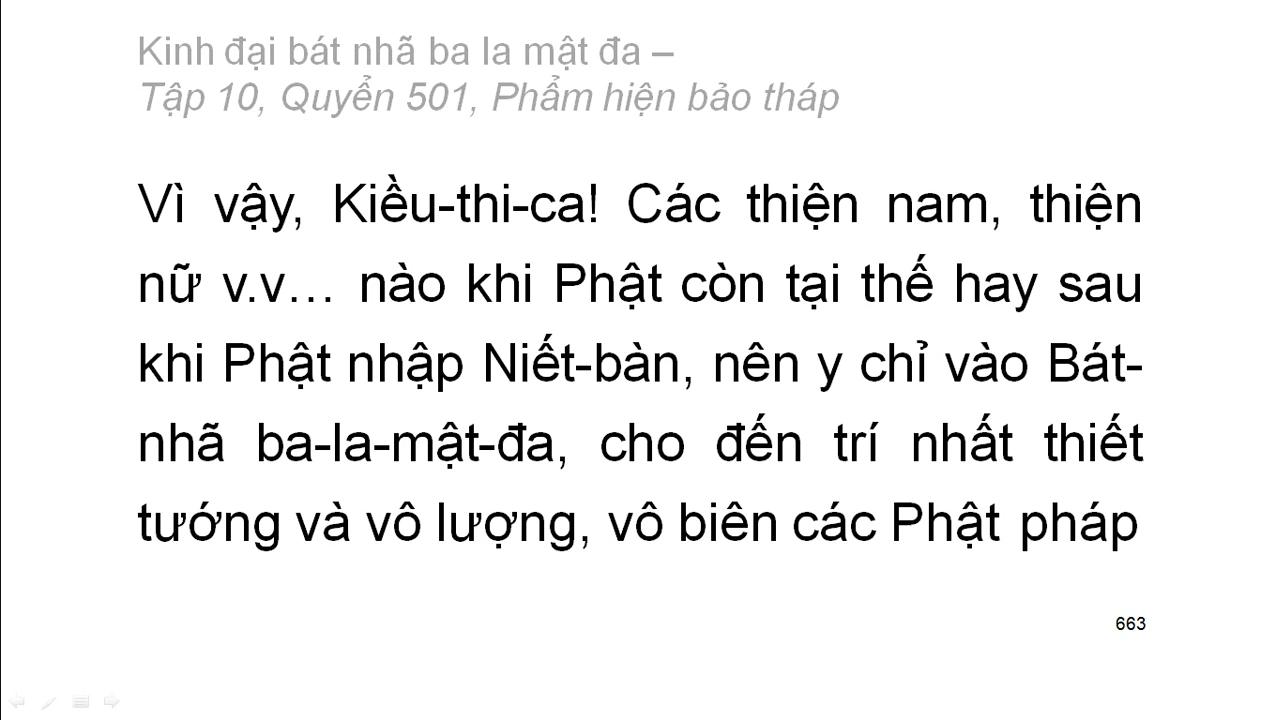 Kinh đại bát nhã ba la mật đa –
Tập 10, Quyển 501, Phẩm hiện bảo tháp
Vì vậy, Kiều-thi-ca! Các thiện nam, thiện
nữ v.v… nào khi Phật còn tại thế hay sau
khi Phật nhập Niết-bàn, nên y chỉ vào Bát-
nhã ba-la-mật-đa, cho đến trí nhất thiết
tướng và vô lượng, vô biên các Phật pháp
663